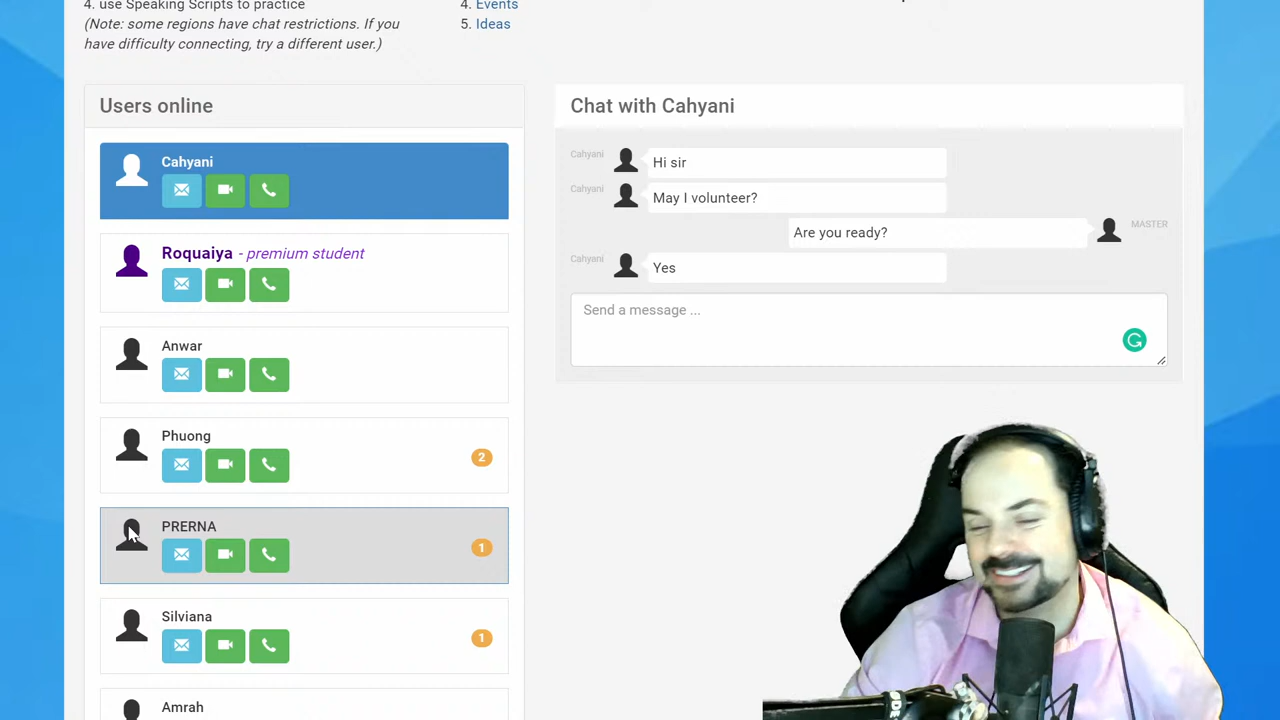 4. use Speaking Scripts to practice
(Note: some regions have chat restrictions. If you
have difficulty connecting, try a different user.)
4. Events
5. Ideas
Users online
Cahyani
Roquaiya - premium student
Anwar
Phuong
2
PRERNA
1
Silviana
1
Amrah
Chat with Cahyani
Cahyani
Hi sir
Cahyani
May I volunteer?
Are you ready?
MASTER
Cahyani
Yes
Send a message ...